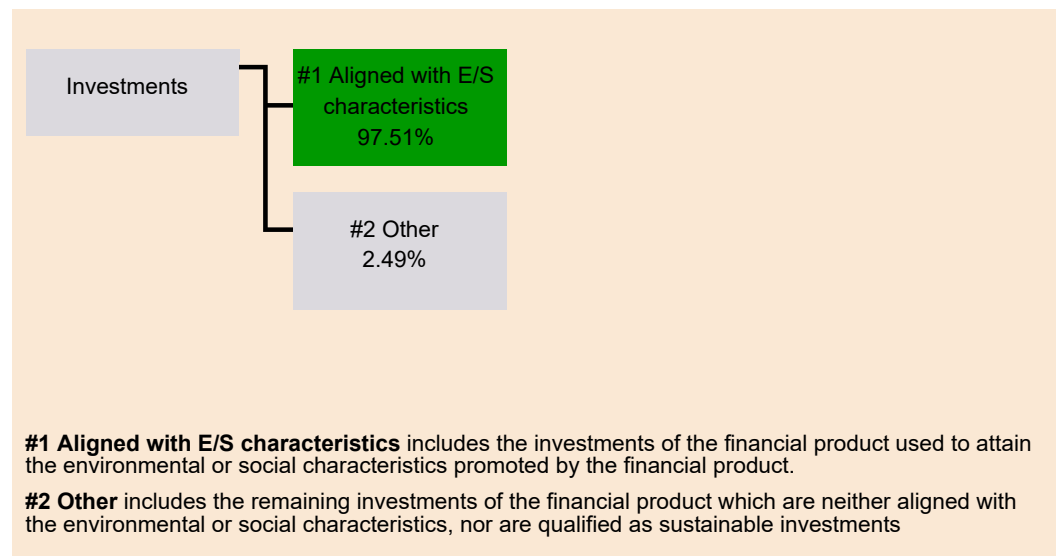 Investments
#1 Aligned with E/S
characteristics
97.51%
#2 Other
2.49%
#1 Aligned with E/S characteristics includes the investments of the financial product used to attain
the environmental or social characteristics promoted by the financial product.
#2 Other includes the remaining investments of the financial product which are neither aligned with
the environmental or social characteristics, nor are qualified as sustainable investments